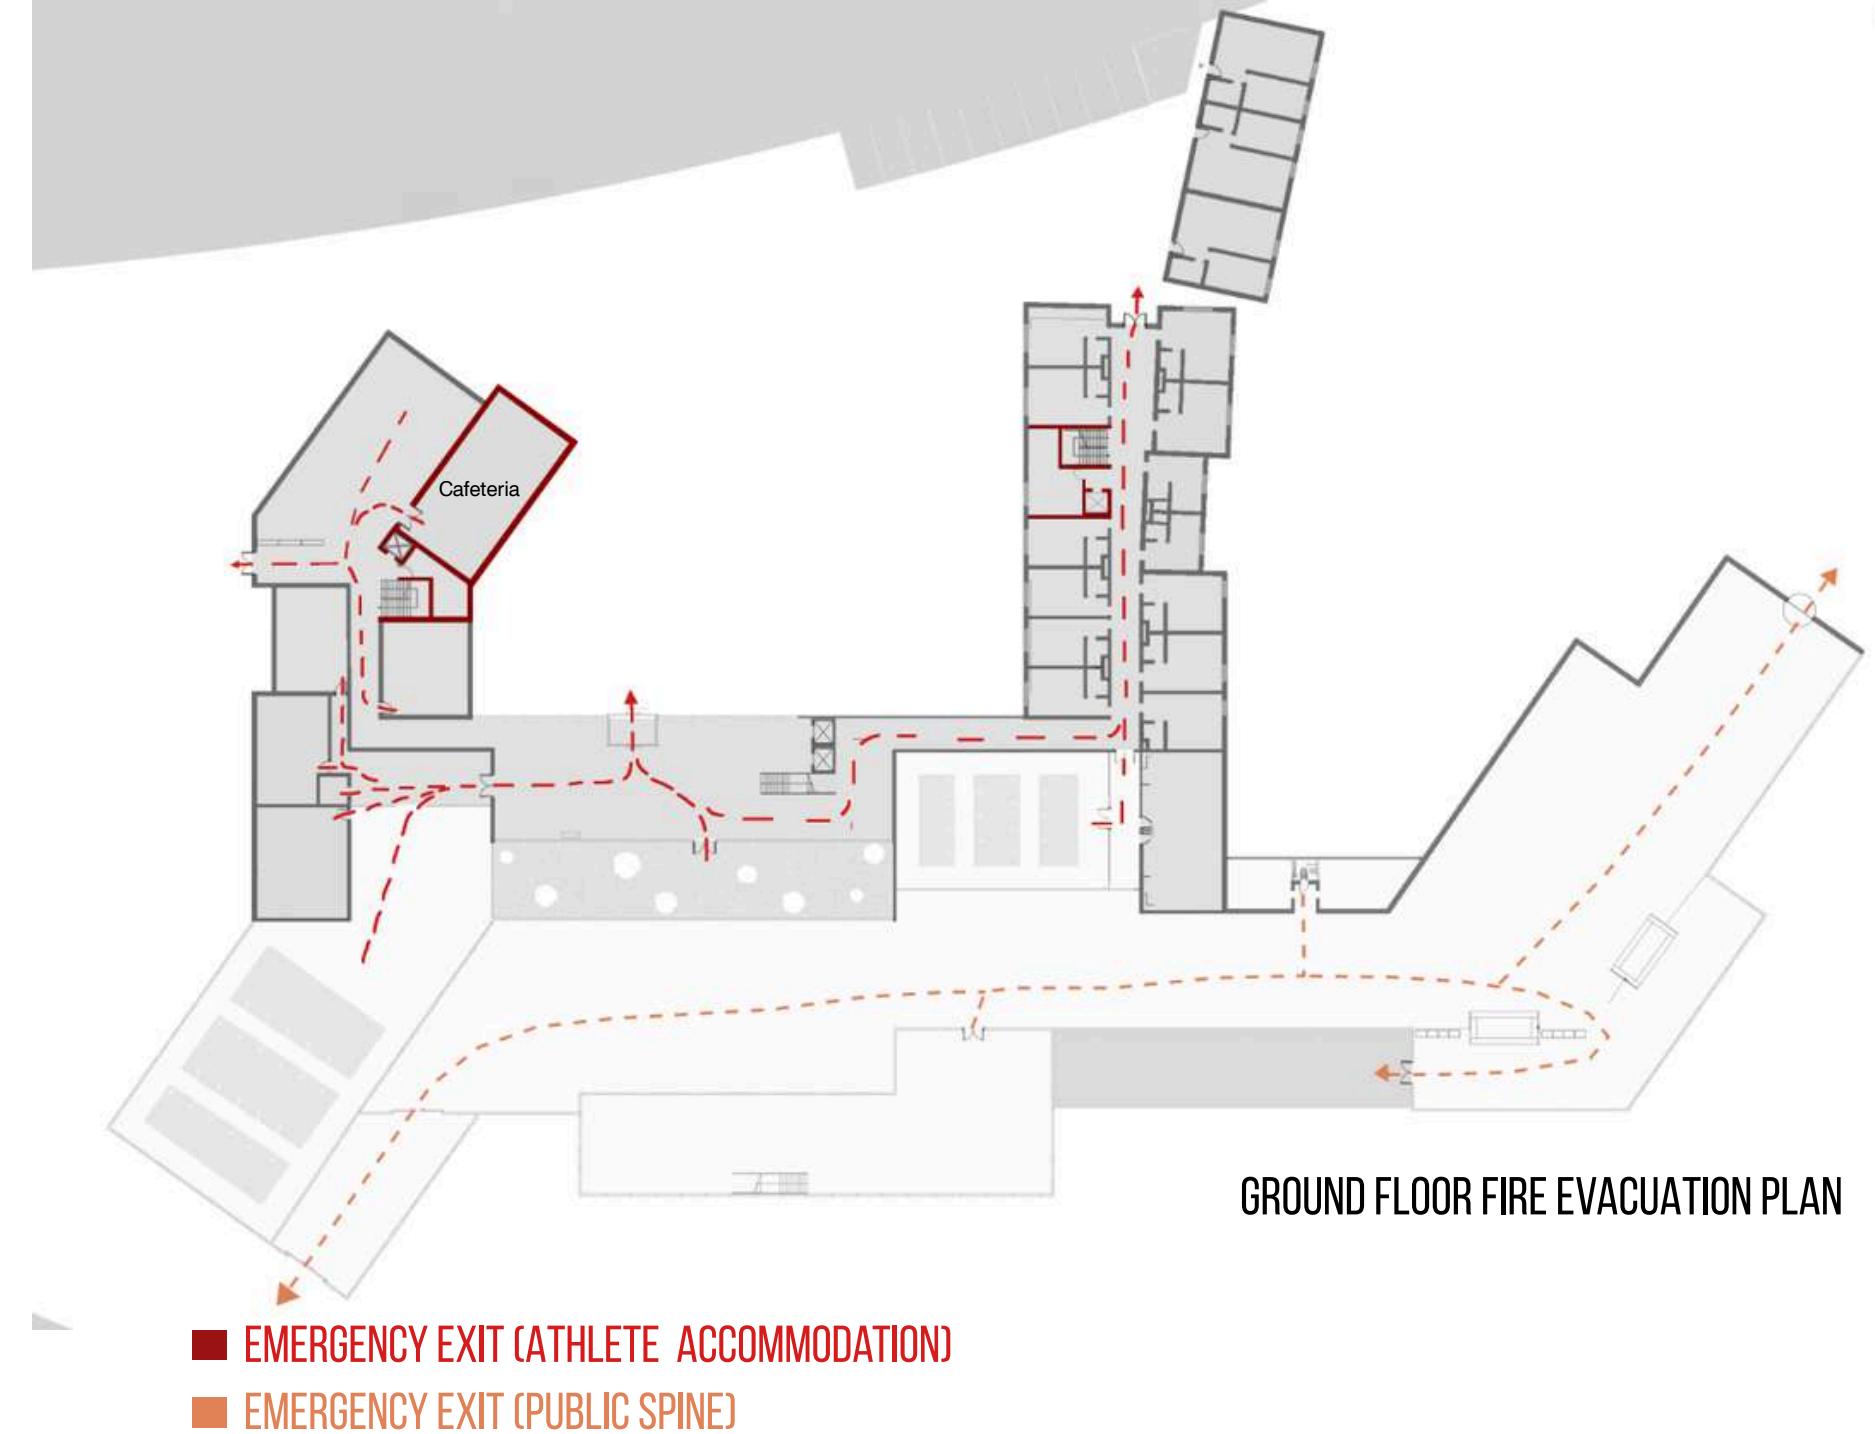 Cafeteria
GROUND FLOOR FIRE EVACUATION PLAN
EMERGENCY EXIT (ATHLETE ACCOMMODATION)
EMERGENCY EXIT (PUBLIC SPINE)